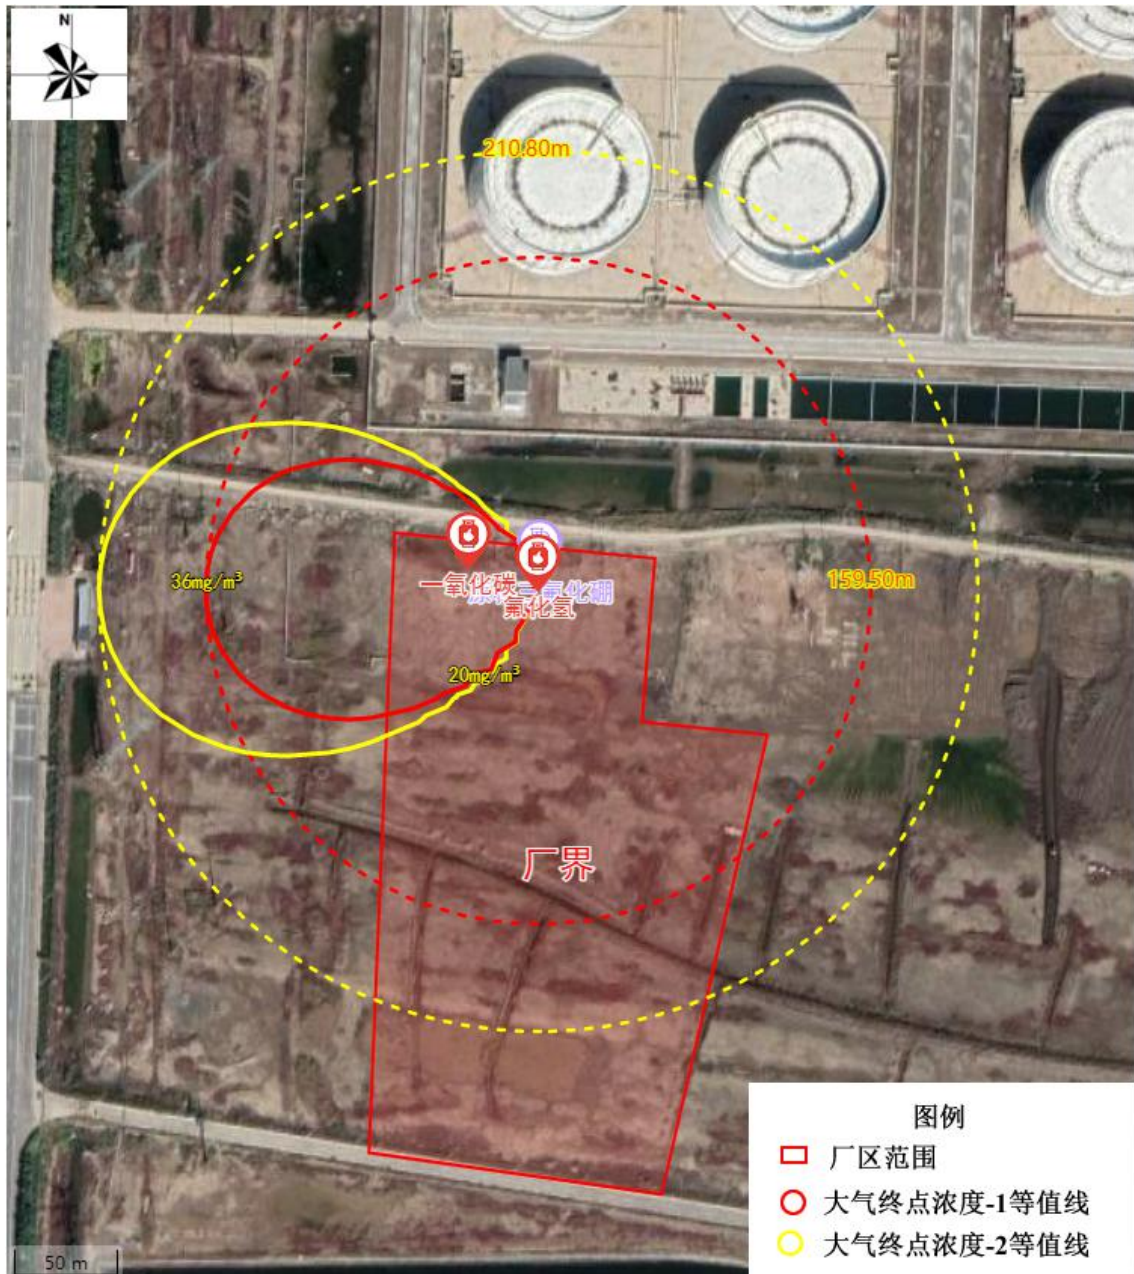 N
210.80m
36mg/m³
159.50m
一氧化碳
氟化硼
氟化氢
20mg/m³
厂界
图例
厂区范围
大气终点浓度-1等值线
大气终点浓度-2等值线
50 m